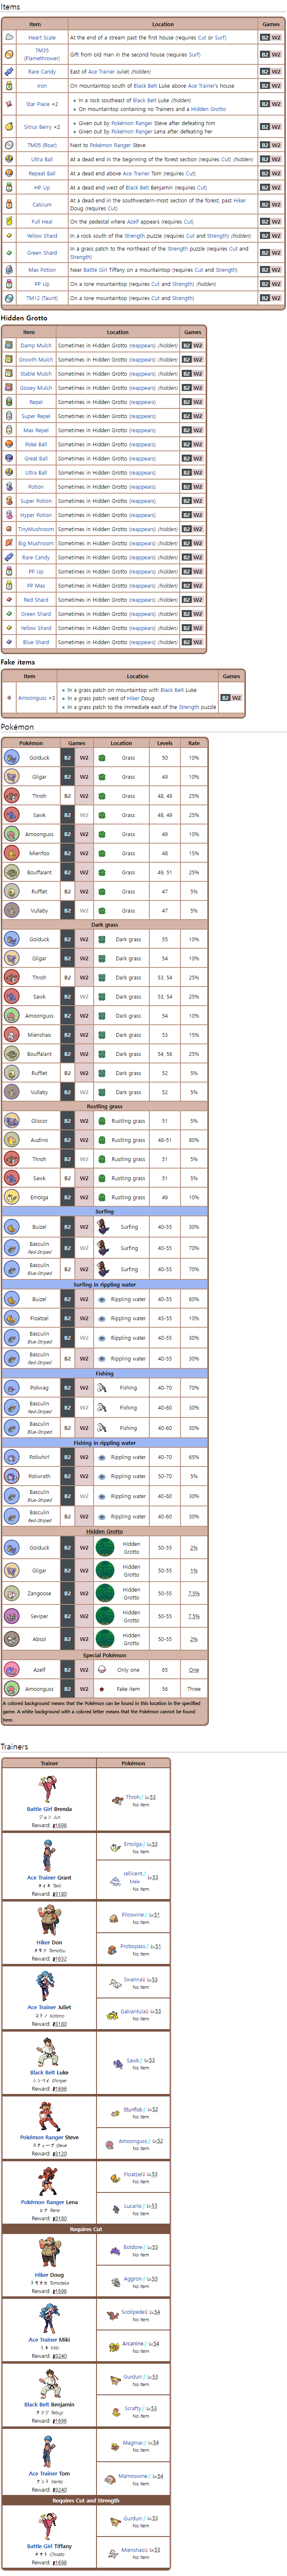 Items
Item Location Games
Heart Scale At the end of a stream past the first house (requires Cut or Surf) B2 W2
TM35 (Flamethrower) Gift from old man in the second house (requires Surf) B2 W2
Rare Candy East of Ace Trainer Juliet (hidden) B2 W2
Iron On mountaintop south of Black Belt Luke above Ace Trainer's house B2 W2
Star Piece ×2 In a rock southeast of Black Belt Luke (hidden) B2 W2
On mountaintop containing no Trainers and a Hidden Grotto
Sitrus Berry ×2 Given out by Pokémon Ranger Steve after defeating him B2 W2
Given out by Pokémon Ranger Lena after defeating her
TM05 (Roar) Next to Pokémon Ranger Steve B2 W2
Ultra Ball At a dead end in the beginning of the forest section (requires Cut) (hidden) B2 W2
Repeat Ball At a dead end above Ace Trainer Tom (requires Cut) B2 W2
HP Up At a dead end west of Black Belt Benjamin (requires Cut) B2 W2
Calcium At a dead end in the southwestern-most section of the forest, past Hiker Doug (requires Cut) B2 W2
Full Heal On the pedestal where Azelf appears (requires Cut) B2 W2
Yellow Shard In a rock south of the Strength puzzle (requires Cut and Strength) (hidden) B2 W2
Green Shard In a grass patch to the northeast of the Strength puzzle (requires Cut and Strength) B2 W2
Max Potion Near Battle Girl Tiffany on a mountaintop (requires Cut and Strength) B2 W2
PP Up On a lone mountaintop (requires Cut and Strength) (hidden) B2 W2
TM12 (Taunt) On a lone mountaintop (requires Cut and Strength) B2 W2
Hidden Grotto
Item Location Games
Damp Mulch Sometimes in Hidden Grotto (reappears) (hidden) B2 W2
Growth Mulch Sometimes in Hidden Grotto (reappears) (hidden) B2 W2
Stable Mulch Sometimes in Hidden Grotto (reappears) (hidden) B2 W2
Gooey Mulch Sometimes in Hidden Grotto (reappears) (hidden) B2 W2
Repel Sometimes in Hidden Grotto (reappears) B2 W2
Super Repel Sometimes in Hidden Grotto (reappears) B2 W2
Max Repel Sometimes in Hidden Grotto (reappears) B2 W2
Poké Ball Sometimes in Hidden Grotto (reappears) B2 W2
Great Ball Sometimes in Hidden Grotto (reappears) B2 W2
Ultra Ball Sometimes in Hidden Grotto (reappears) B2 W2
Potion Sometimes in Hidden Grotto (reappears) B2 W2
Super Potion Sometimes in Hidden Grotto (reappears) B2 W2
Hyper Potion Sometimes in Hidden Grotto (reappears) B2 W2
TinyMushroom Sometimes in Hidden Grotto (reappears) (hidden) B2 W2
Big Mushroom Sometimes in Hidden Grotto (reappears) (hidden) B2 W2
Rare Candy Sometimes in Hidden Grotto (reappears) (hidden) B2 W2
PP Up Sometimes in Hidden Grotto (reappears) (hidden) B2 W2
PP Max Sometimes in Hidden Grotto (reappears) (hidden) B2 W2
Red Shard Sometimes in Hidden Grotto (reappears) (hidden) B2 W2
Green Shard Sometimes in Hidden Grotto (reappears) (hidden) B2 W2
Yellow Shard Sometimes in Hidden Grotto (reappears) (hidden) B2 W2
Blue Shard Sometimes in Hidden Grotto (reappears) (hidden) B2 W2
Fake items
Item Location Games
In a grass patch on mountaintop with Black Belt Luke
Amoonguss ×3 In a grass patch west of Hiker Doug B2 W2
In a grass patch to the immediate east of the Strength puzzle
Pokémon
Pokémon Games Location Levels Rate
Golduck B2 W2 Grass 50 10%
Gligar B2 W2 Grass 49 10%
Throh B2 W2 Grass 48, 49 25%
Sawk B2 W2 Grass 48, 49 25%
Amoonguss B2 W2 Grass 49 10%
Mienfoo B2 W2 Grass 48 15%
Bouffalant B2 W2 Grass 49, 51 25%
Rufflet B2 W2 Grass 47 5%
Vullaby B2 W2 Grass 47 5%
Dark grass
Golduck B2 W2 Dark grass 55 10%
Gligar B2 W2 Dark grass 54 10%
Throh B2 W2 Dark grass 53, 54 25%
Sawk B2 W2 Dark grass 53, 54 25%
Amoonguss B2 W2 Dark grass 54 10%
Mienshao B2 W2 Dark grass 53 15%
Bouffalant B2 W2 Dark grass 54, 56 25%
Rufflet B2 W2 Dark grass 52 5%
Vullaby B2 W2 Dark grass 52 5%
Rustling grass
Gliscor B2 W2 Rustling grass 51 5%
Audino B2 W2 Rustling grass 48-51 80%
Throh B2 W2 Rustling grass 51 5%
Sawk B2 W2 Rustling grass 51 5%
Emolga B2 W2 Rustling grass 49 10%
Surfing
Buizel B2 W2 Surfing 40-55 30%
Basculin Red-Striped B2 W2 Surfing 40-55 70%
Basculin Blue-Striped B2 W2 Surfing 40-55 70%
Surfing in rippling water
Buizel B2 W2 Rippling water 40-55 60%
Floatzel B2 W2 Rippling water 45-55 10%
Basculin Blue-Striped B2 W2 Rippling water 40-55 30%
Basculin Red-Striped B2 W2 Rippling water 40-55 30%
Fishing
Poliwag B2 W2 Fishing 40-70 70%
Basculin Red-Striped B2 W2 Fishing 40-60 30%
Basculin Blue-Striped B2 W2 Fishing 40-60 30%
Fishing in rippling water
Poliwhirl B2 W2 Rippling water 40-70 65%
Poliwrath B2 W2 Rippling water 50-70 5%
Basculin Blue-Striped B2 W2 Rippling water 40-60 30%
Basculin Red-Striped B2 W2 Rippling water 40-60 30%
Hidden Grotto
Golduck B2 W2 Hidden Grotto 50-55 2%
Gligar B2 W2 Hidden Grotto 50-55 1%
Zangoose B2 W2 Hidden Grotto 50-55 7.5%
Seviper B2 W2 Hidden Grotto 50-55 7.5%
Absol B2 W2 Hidden Grotto 50-55 2%
Special Pokémon
Azelf B2 W2 Only one 65 One
Amoonguss B2 W2 Fake item 56 Three
A colored background means that the Pokémon can be found in this location in the specified
game. A white background with a colored letter means that the Pokémon cannot be found
here.
Trainers
Trainer Pokémon
Battle Girl Brenda
Jun
Reward: 1696
Throh♂ Lv.53
No item
Ace Trainer Grant
Reward: 3180
Emolga♂ Lv.53
No item
Jellicent♂ Lv.53
Male
No item
Hiker Don
Reward: 1632
Piloswine♂ Lv.51
No item
Probopass♂ Lv.51
No item
Ace Trainer Juliet
Reward: 3180
Swanna♀ Lv.53
No item
Galvantula♀ Lv.53
No item
Black Belt Luke
シンペイ Shinpei
Reward: 1696
Sawk♂ Lv.53
No item
Pokémon Ranger Steve
スティーブ Steve
Reward: 3120
Stunfisk♂ Lv.52
No item
Amoonguss♂ Lv.52
No item
Pokémon Ranger Lena
レナ Rena
Reward: 3180
Floatzel♀ Lv.53
No item
Lucario♀ Lv.53
No item
Requires Cut
Hiker Doug
トモタカ Tomotaka
Reward: 1696
Boldore♂ Lv.53
No item
Aggron♂ Lv.53
No item
Ace Trainer Miki
ミキ Miki
Reward: 3240
Scolipede♀ Lv.54
No item
Arcanine♀ Lv.54
No item
Black Belt Benjamin
テツジ Tetsuji
Reward: 1696
Gurdurr♂ Lv.53
No item
Scrafty♂ Lv.53
No item
Ace Trainer Tom
ケント Kento
Reward: 3240
Magmar♂ Lv.54
No item
Mamoswine♂ Lv.54
No item
Requires Cut and Strength
Battle Girl Tiffany
チサト Chisato
Reward: 1696
Gurdurr♂ Lv.53
No item
Mienshao♀ Lv.53
No item